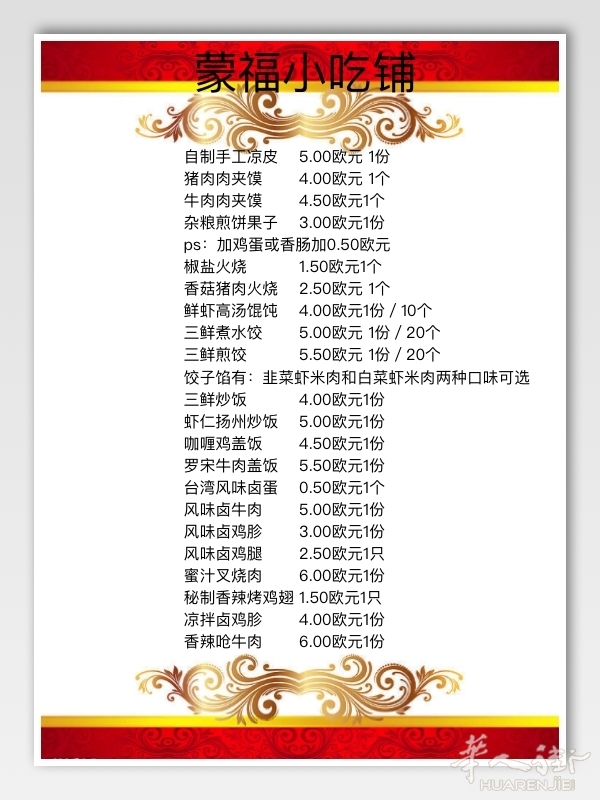 蒙福小吃铺
自制手工凉皮 5.00欧元 1份
猪肉肉夹馍 4.00欧元 1个
牛肉肉夹馍 4.50欧元1个
杂粮煎饼果子 3.00欧元1份
ps：加鸡蛋或香肠加0.50欧元
椒盐火烧 1.50欧元1个
香菇猪肉火烧 2.50欧元 1个
鲜虾高汤馄饨 4.00欧元1份 / 10个
三鲜煮水饺 5.00欧元 1份 / 20个
三鲜煎饺 5.50欧元 1份 / 20个
饺子馅有：韭菜虾米肉和白菜虾米肉两种口味可选
三鲜炒饭 4.00欧元1份
虾仁扬州炒饭 5.00欧元1份
咖喱鸡盖饭 4.50欧元1份
罗宋牛肉盖饭 5.50欧元1份
台湾风味卤蛋 0.50欧元1个
风味卤牛肉 5.00欧元1份
风味卤鸡胗 3.00欧元1份
风味卤鸡腿 2.50欧元1只
蜜汁叉烧肉 6.00欧元1份
秘制香辣烤鸡翅 1.50欧元1只
凉拌卤鸡胗 4.00欧元1份
香辣呛牛肉 6.00欧元1份
华人街
HUARENJIE